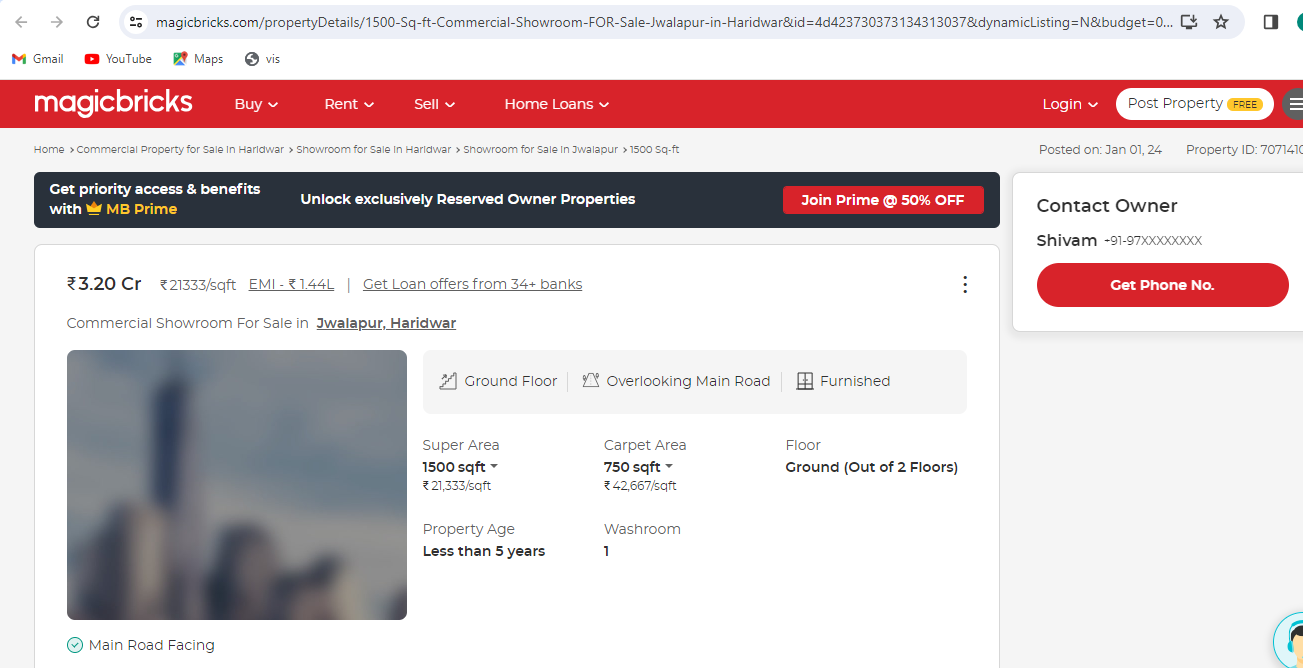 magicbricks.com/propertyDetails/1500-Sq-ft-Commercial-Showroom-FOR-Sale-Jwalapur-in-Haridwar&id=4d423730373134313037&dynamicListing=N&budget=0...
Gmail YouTube Maps vis
magicbricks Buy Rent Sell Home Loans Login Post Property FREE
Home > Commercial Property for Sale in Haridwar > Showroom for Sale in Haridwar > Showroom for Sale in Jwalapur > 1500 Sq-ft Posted on: Jan 01, 24 Property ID: 7071410
Get priority access & benefits
with MB Prime
Unlock exclusively Reserved Owner Properties
Join Prime @ 50% OFF
Contact Owner
Shivam +91-97XXXXXXXX
Get Phone No.
₹3.20 Cr ₹21333/sqft EMI - ₹1.44L | Get Loan offers from 34+ banks
Commercial Showroom For Sale in Jwalapur, Haridwar
Ground Floor Overlooking Main Road Furnished
Super Area Carpet Area Floor
1500 sqft 750 sqft Ground (Out of 2 Floors)
₹21,333/sqft ₹42,667/sqft
Property Age Washroom
Less than 5 years 1
Main Road Facing